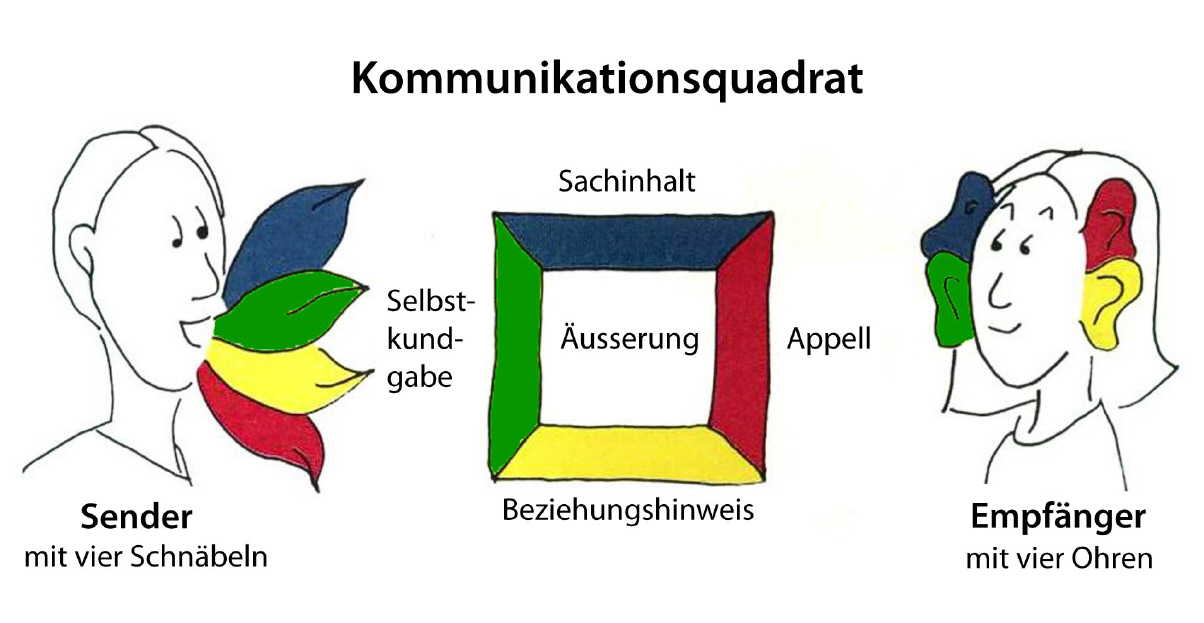 Kommunikationsquadrat
Sachinhalt
Selbst-
kund-
gabe
Äusserung
Appell
Beziehungshinweis
Sender
mit vier Schnäbeln
Empfänger
mit vier Ohren